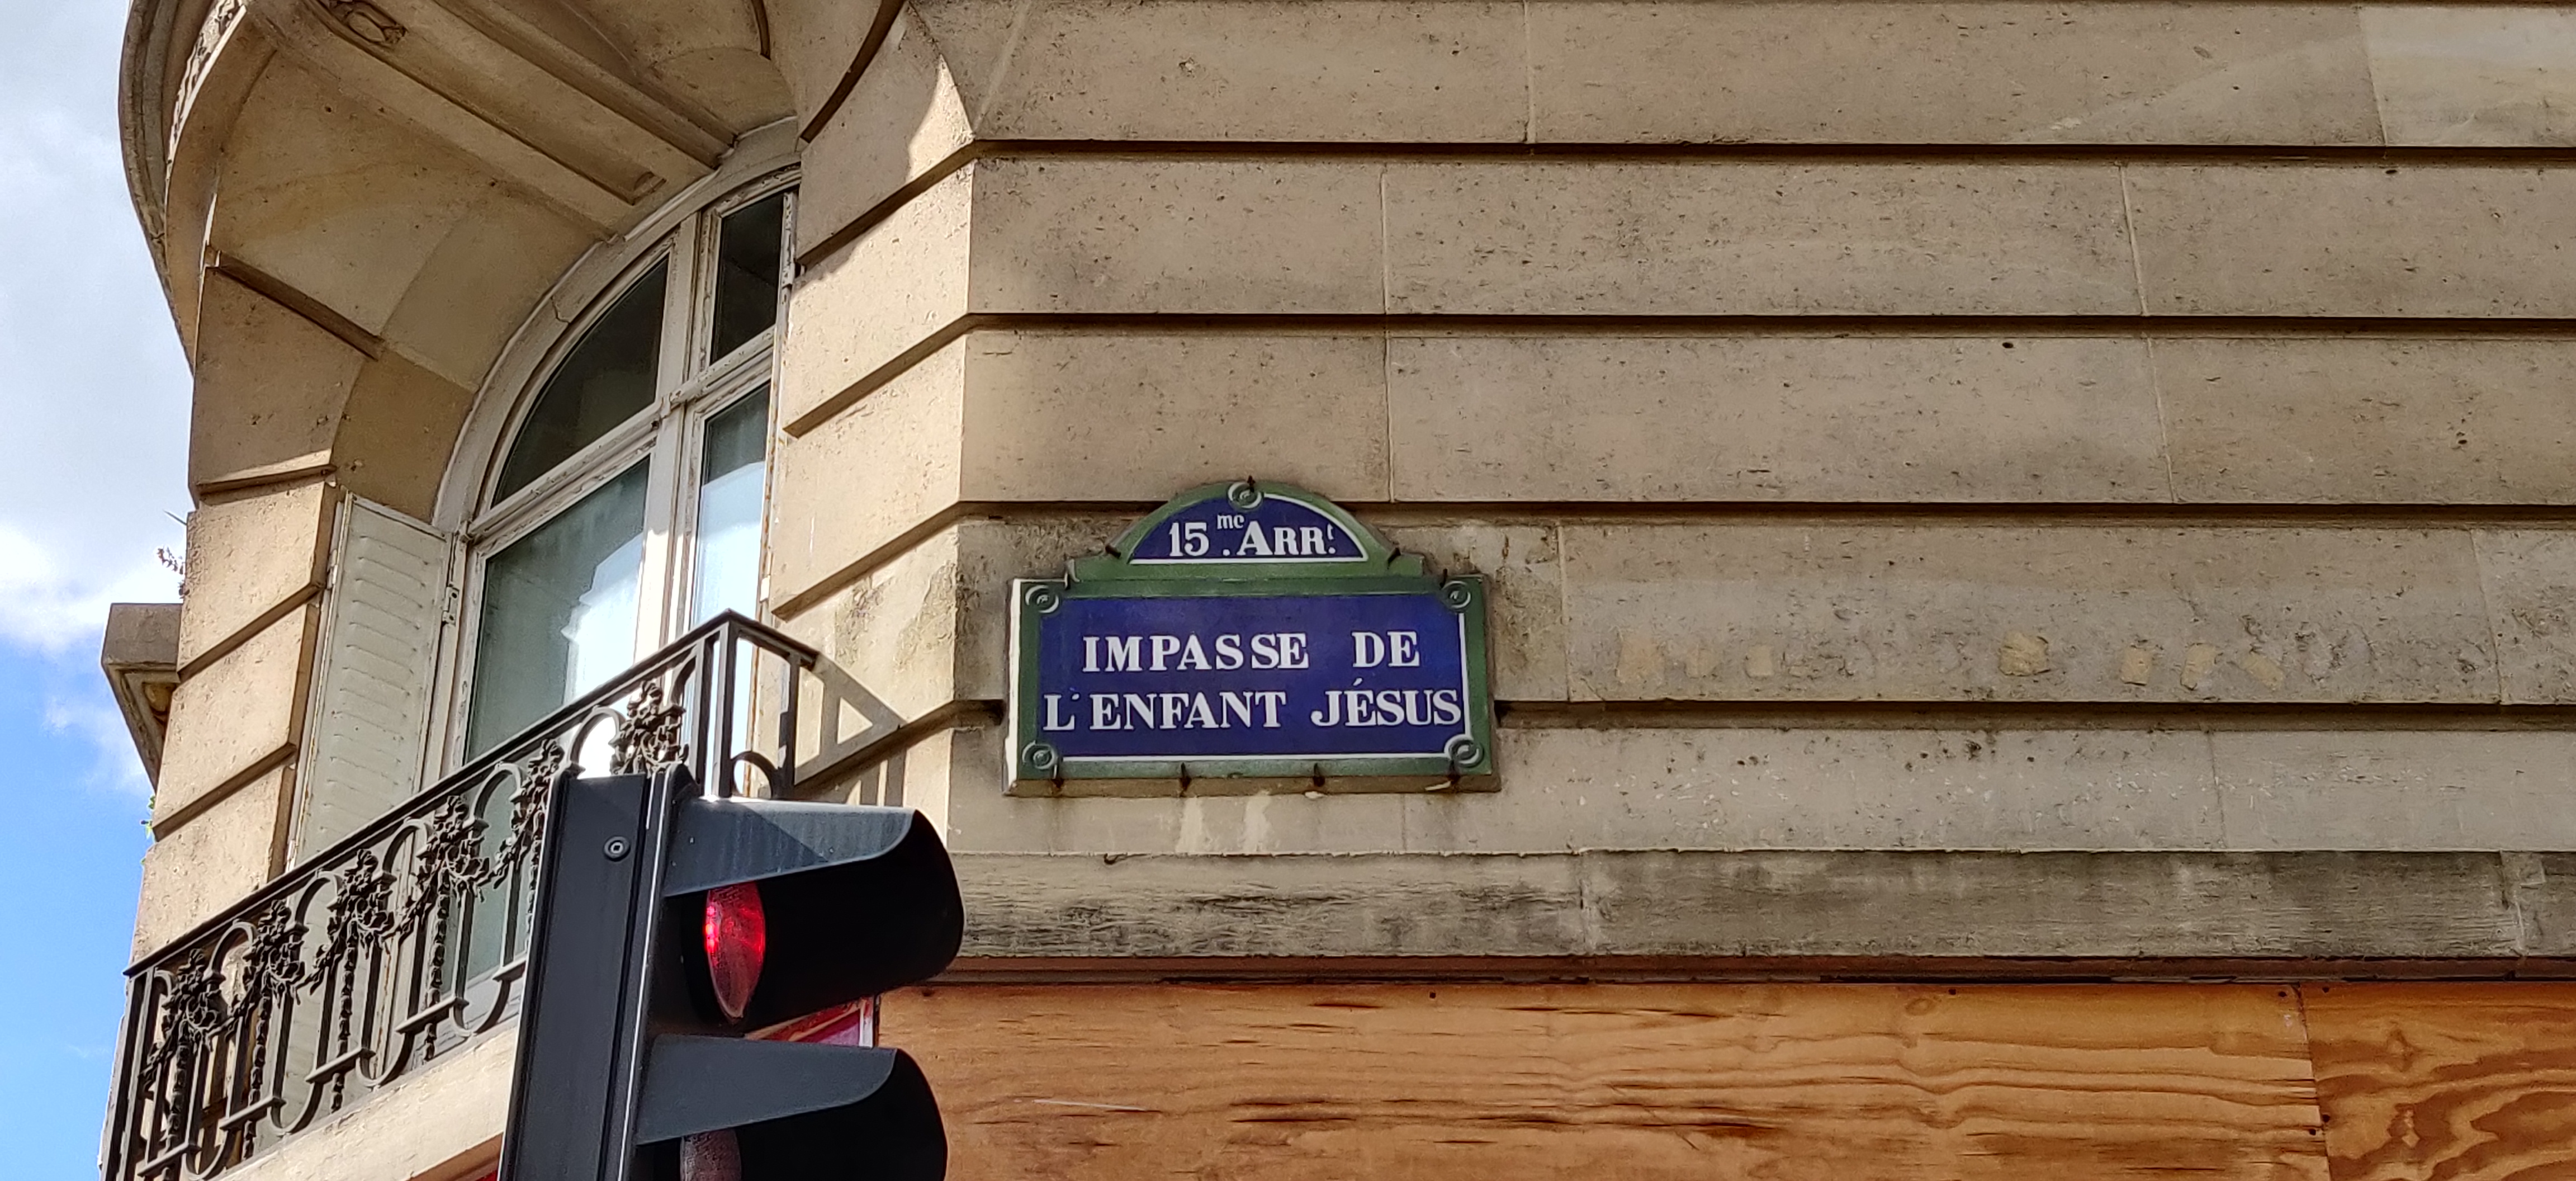 15me. ARRt.
IMPASSE DE
L'ENFANT JÉSUS